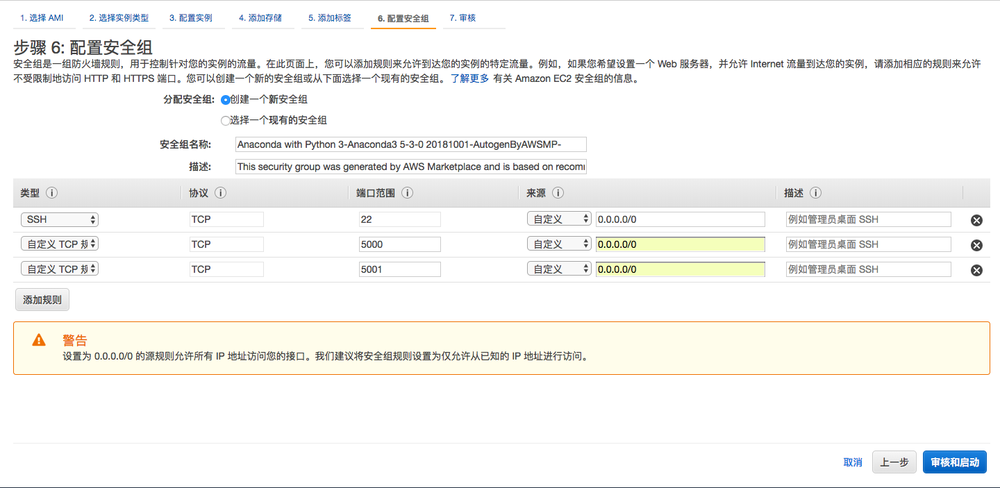 1. 选择 AMI 2. 选择实例类型 3. 配置实例 4. 添加存储 5. 添加标签 6. 配置安全组 7. 审核
步骤 6: 配置安全组
安全组是一组防火墙规则，用于控制针对您的实例的流量。在此页面上，您可以添加规则来允许到达您的实例的特定流量。例如，如果您希望设置一个 Web 服务器，并允许 Internet 流量到达您的实例，请添加相应的规则来允许
不受限制地访问 HTTP 和 HTTPS 端口。您可以创建一个新的安全组或从下面选择一个现有的安全组。 了解更多 有关 Amazon EC2 安全组的信息。
分配安全组: 创建一个新安全组
选择一个现有的安全组
安全组名称: Anaconda with Python 3-Anaconda3 5-3-0 20181001-AutogenByAWSMP-
描述: This security group was generated by AWS Marketplace and is based on recom
类型 协议 端口范围 来源 描述
SSH TCP 22 自定义 0.0.0.0/0 例如管理员桌面 SSH
自定义 TCP 规 TCP 5000 自定义 0.0.0.0/0 例如管理员桌面 SSH
自定义 TCP 规 TCP 5001 自定义 0.0.0.0/0 例如管理员桌面 SSH
添加规则
警告
设置为 0.0.0.0/0 的源规则允许所有 IP 地址访问您的接口。我们建议将安全组规则设置为仅允许从已知的 IP 地址进行访问。
取消 上一步 审核和启动